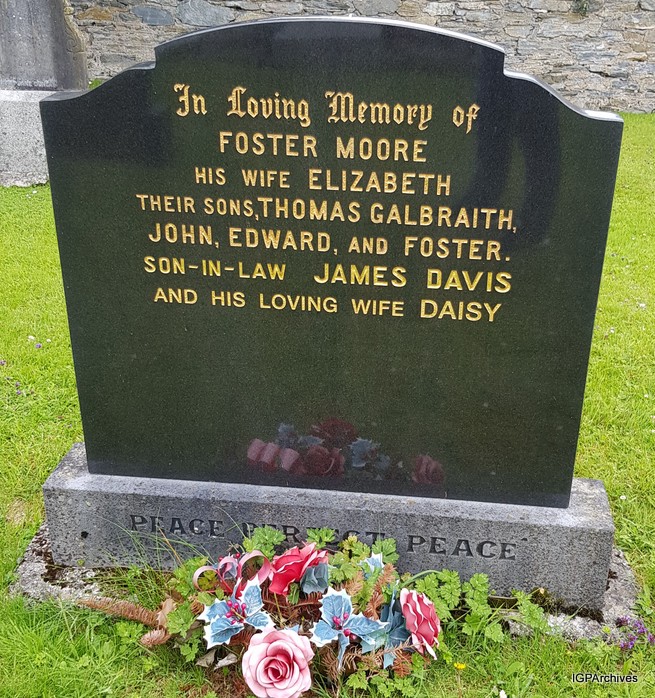 In Loving Memory of
FOSTER MOORE
HIS WIFE ELIZABETH
THEIR SONS, THOMAS GALBRAITH,
JOHN, EDWARD, AND FOSTER.
SON-IN-LAW JAMES DAVIS
AND HIS LOVING WIFE DAISY
PEACE PERFECT PEACE
IGPArchives